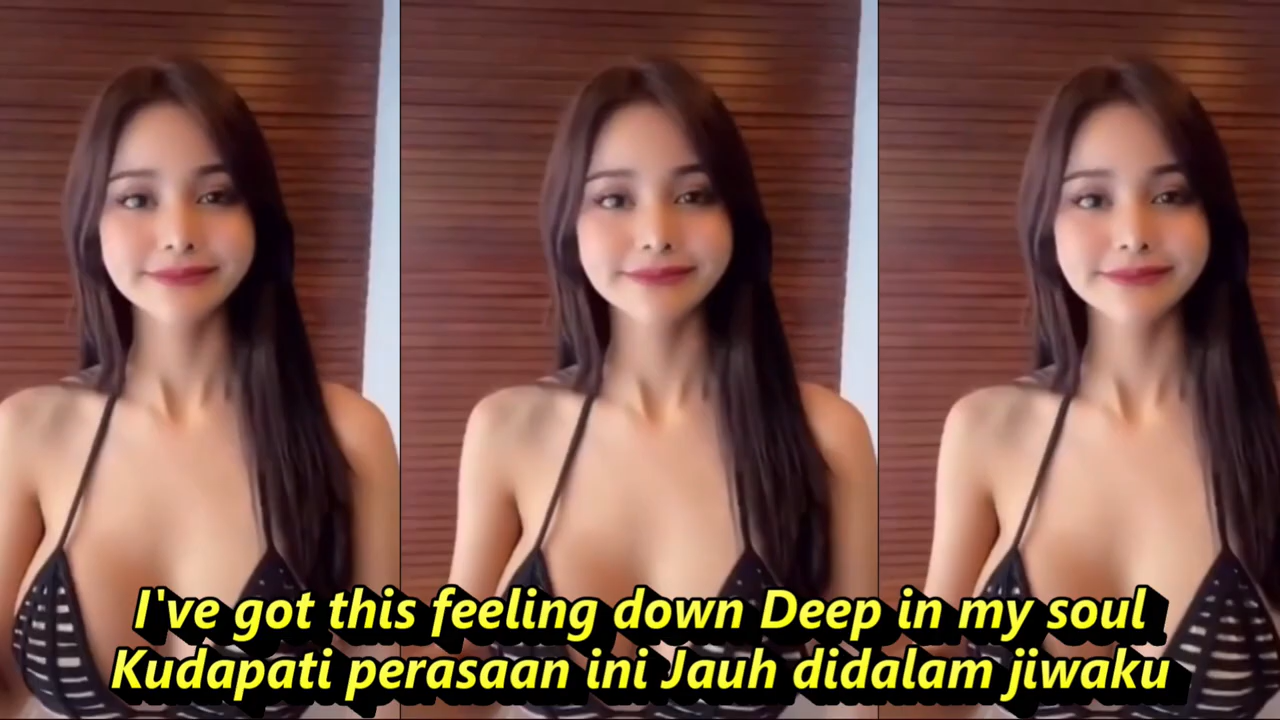 I've got this feeling down Deep in my soul
Kudapati perasaan ini Jauh didalam jiwaku